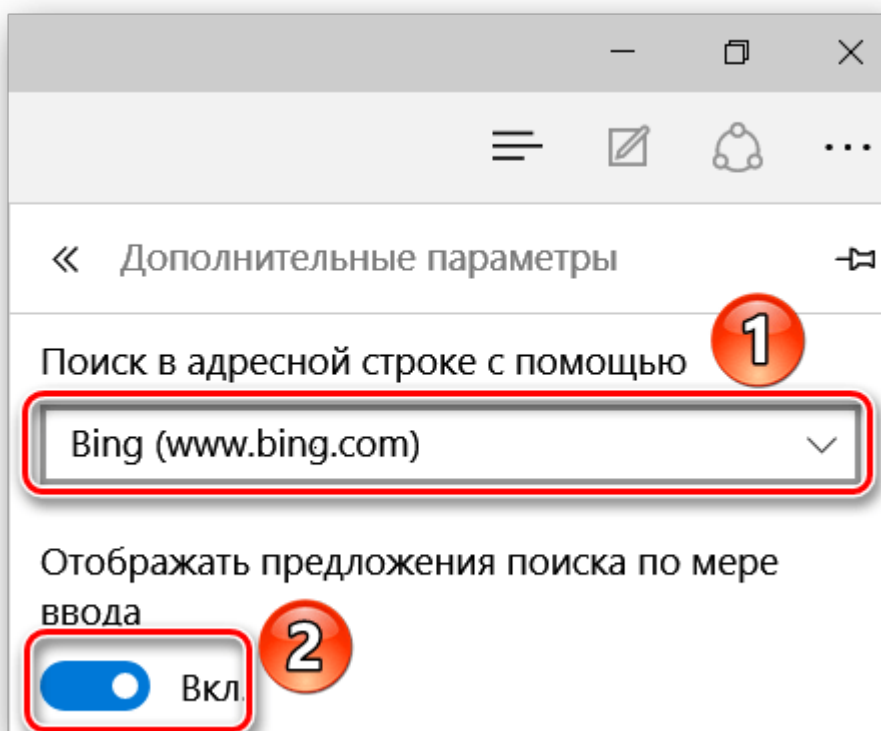 Дополнительные параметры
1
Поиск в адресной строке с помощью
Bing (www.bing.com)
Отображать предложения поиска по мере
ввода
2
Вкл.